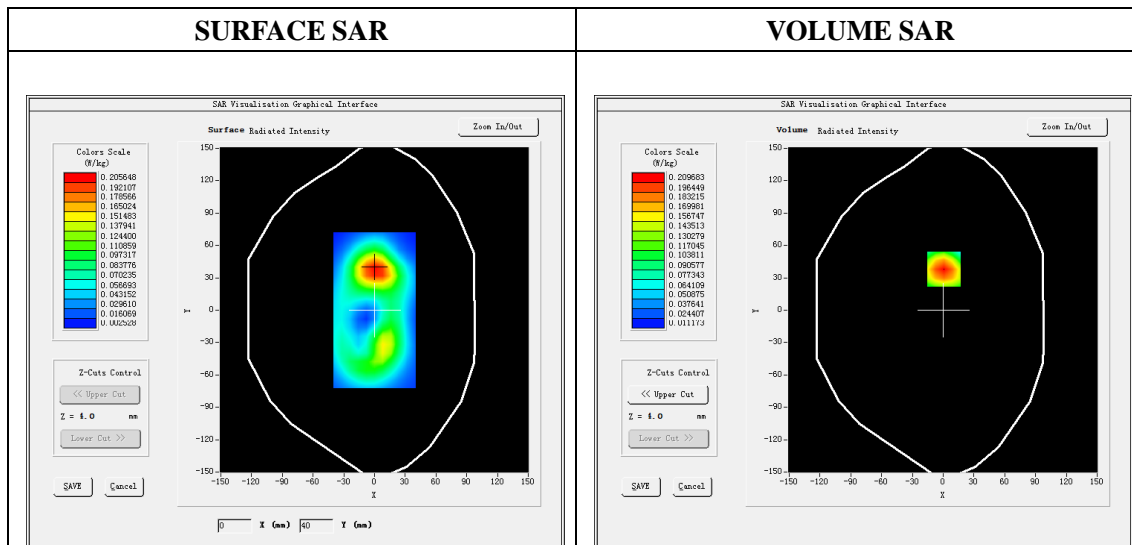 SURFACE SAR
VOLUME SAR
SAR Visualisation Graphical Interface
Surface Radiated Intensity
Zoom In/Out
Colors Scale
(W/kg)
0.205648
0.192107
0.178566
0.165024
0.151483
0.137941
0.124400
0.110859
0.097317
0.083776
0.070235
0.056693
0.043152
0.029610
0.016069
0.002528
150
120
90
60
30
0
-30
-60
-90
-120
-150
Y
-150 -120 -90 -60 -30 0 30 60 90 120 150
X
Z-Cuts Control
<< Upper Cut
Z = 4.0 mm
Lower Cut >>
SAVE Cancel
0 X (mm) 40 Y (mm)
SAR Visualisation Graphical Interface
Volume Radiated Intensity
Zoom In/Out
Colors Scale
(W/kg)
0.209683
0.196449
0.183215
0.169981
0.156747
0.143513
0.130279
0.117045
0.103811
0.090577
0.077343
0.064109
0.050875
0.037641
0.024407
0.011173
150
120
90
60
30
0
-30
-60
-90
-120
-150
Y
-150 -120 -90 -60 -30 0 30 60 90 120 150
X
Z-Cuts Control
<< Upper Cut
Z = 4.0 mm
Lower Cut >>
SAVE Cancel